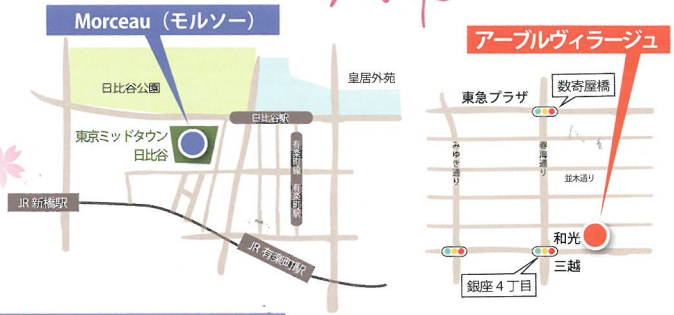 Morceau（モルソー）
日比谷公園
皇居外苑
日比谷駅
東京ミッドタウン
日比谷
有楽町線 有楽町駅
JR 新橋駅
JR 有楽町駅
アーブルヴィラージュ
数寄屋橋
東急プラザ
みゆき通り
春海通り
並木通り
和光
三越
銀座４丁目